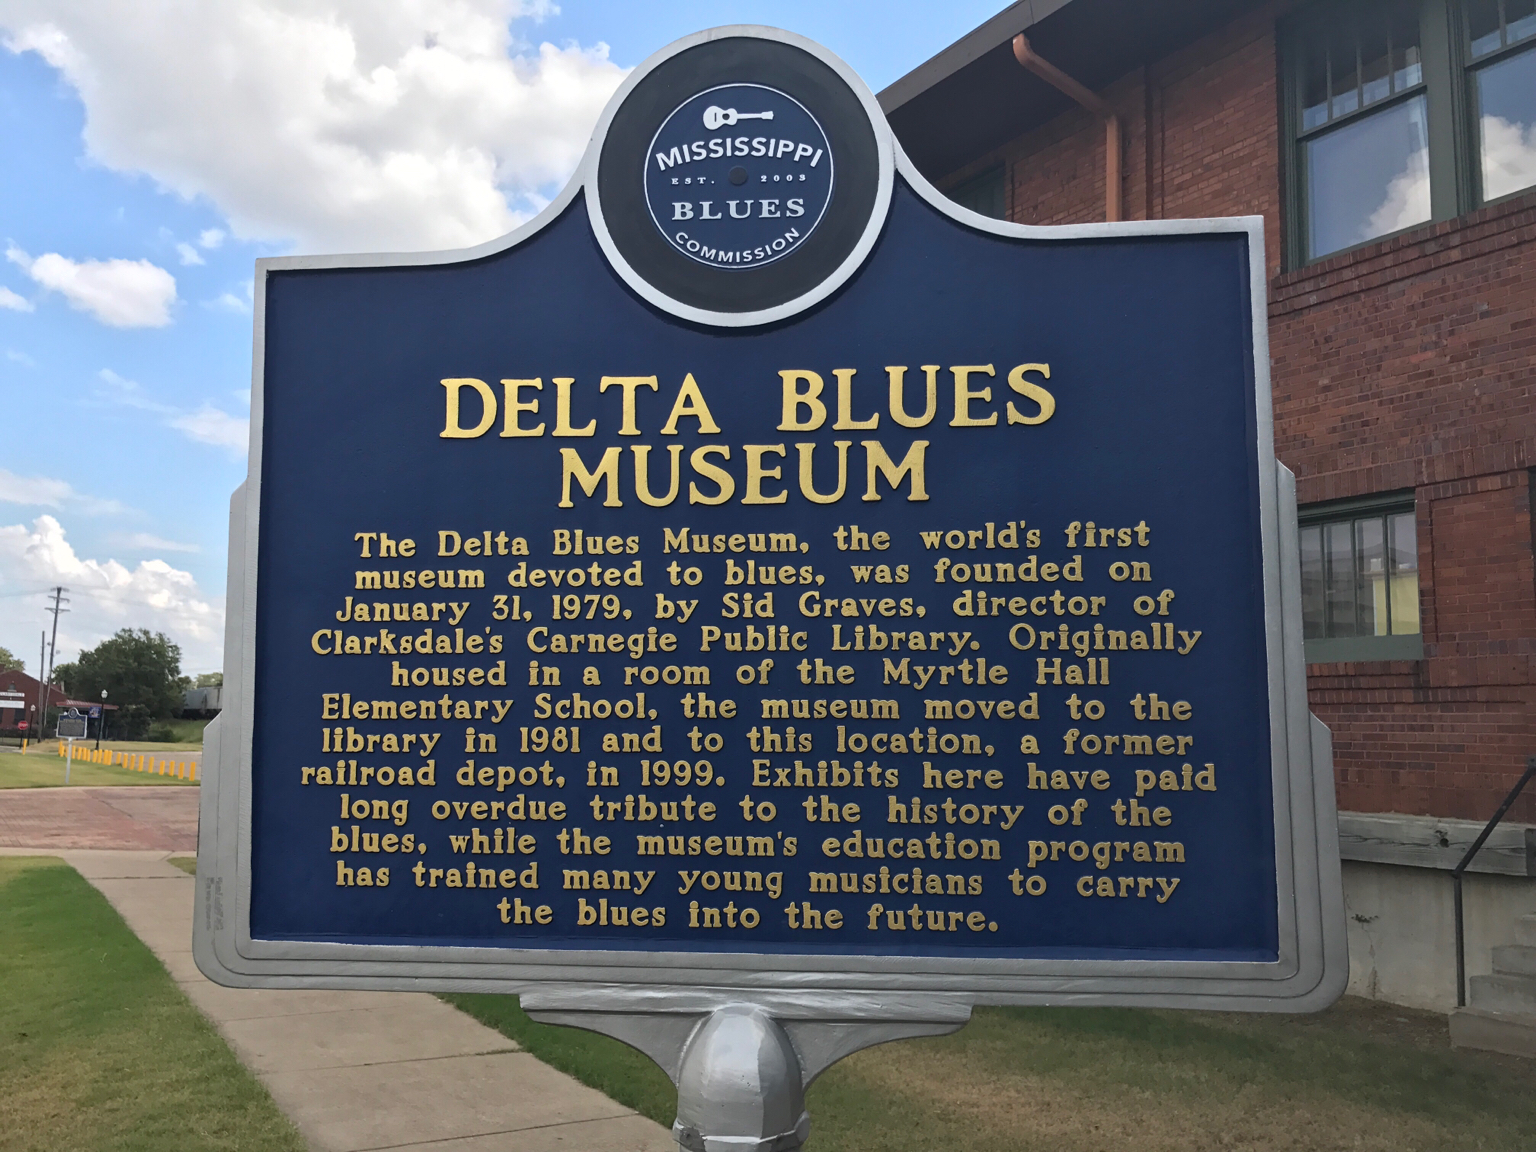 MISSISSIPPI
EST. 2003
BLUES
COMMISSION
DELTA BLUES
MUSEUM
The Delta Blues Museum, the world's first
museum devoted to blues, was founded on
January 31, 1979, by Sid Graves, director of
Clarksdale's Carnegie Public Library. Originally
housed in a room of the Myrtle Hall
Elementary School, the museum moved to the
library in 1981 and to this location, a former
railroad depot, in 1999. Exhibits here have paid
long overdue tribute to the history of the
blues, while the museum's education program
has trained many young musicians to carry
the blues into the future.